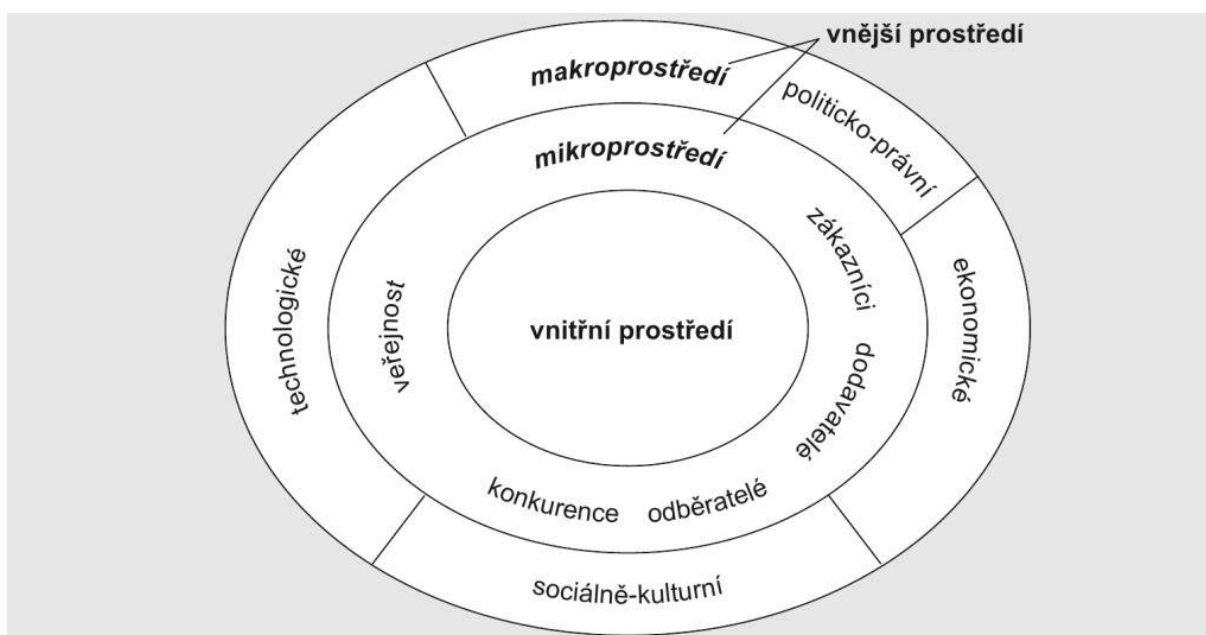 vnější prostředí
makroprostředí
politicko-právní
mikroprostředí
zákazníci
ekonomické
technologické
veřejnost
vnitřní prostředí
dodavatelé
konkurence
odběratelé
sociálně-kulturní